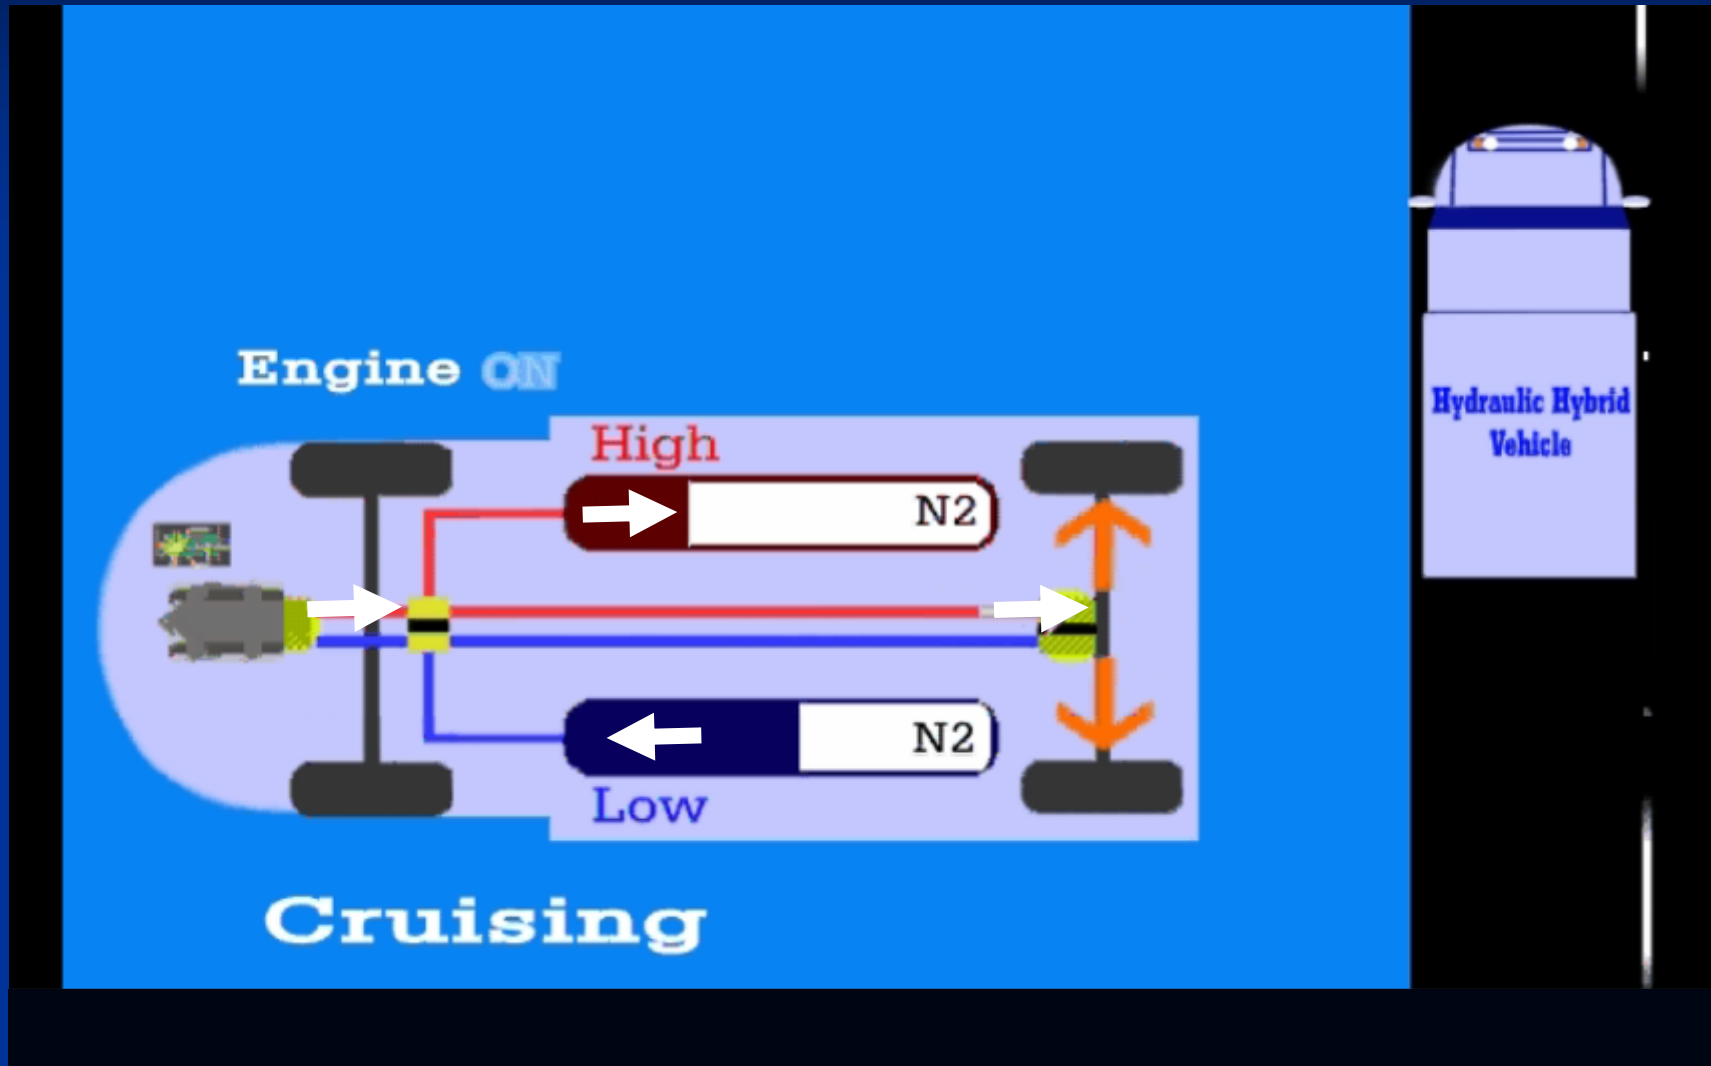 Engine ON
High
N2
N2
Low
Cruising
Hydraulic Hybrid
Vehicle